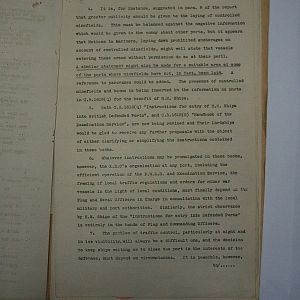 4. It is, for instance, suggested in para. 8 of the report
that greater publicity should be given to the laying of controlled
minefields. This must be balanced against the negative information
which would be given to the enemy about other ports, but it appears
that Notices to Mariners, laying down prohibited anchorages on
account of controlled minefields, might well state that vessels
entering these areas without permission do so at their peril.
A similar statement might also be made for a suitable area at some
of the ports where minefields have not, in fact, been laid.
reference to penalties could be added. The presence of controlled
minefields and booms is being inserted in the information on ports
in for the benefit of H.M. Ships.
5. Both "Instructions for entry of H.M. Ships
into British Defended Ports", and "Handbook of the
Examination Service", are now being revised and Their Lordships
would be glad to receive any further proposals with the object
of either clarifying or simplifying the instructions contained
in these books.
6. Whatever instructions may be promulgated in these books,
however, the organisation at any port, including the
efficient operation of the and Examination Service, the
framing of local traffic regulations and orders for minor war
vessels in the light of local conditions, must finally depend on the
Flag and Naval Officers in Charge in consultation with the local
military and port authorities. Similarly, the strict observance
by H.M. Ships of the "Instructions for entry into Defended Ports"
is entirely in the hands of Flag and Commanding Officers.
7. The problem of traffic control, particularly at night and
in low visibility will always be a difficult one, and the decision
to keep ships waiting or to close the port in the interests of the
defence, must depend on circumstances. It is possible, however,